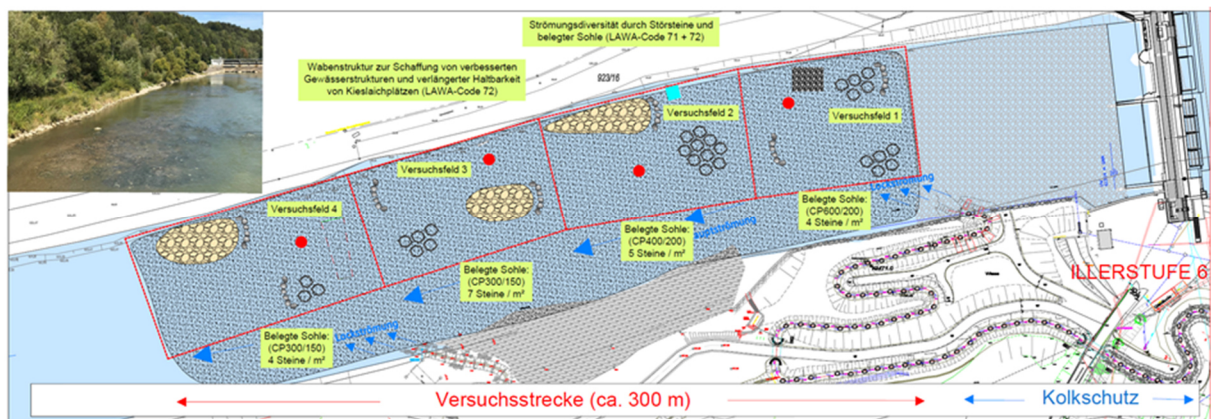 Strömungsdiversität durch Störsteine und
belegter Sohle (LAWA-Code 71 + 72)
Wabenstruktur zur Schaffung von verbesserten
Gewässerstrukturen und verlängerter Haltbarkeit
von Kieslaichplätzen (LAWA-Code 72)
923/16
Versuchsfeld 1
Versuchsfeld 2
Versuchsfeld 3
Versuchsfeld 4
Lockströmung
Belegte Sohle:
(CP600/200)
4 Steine / m²
Belegte Sohle:
(CP400/200)
5 Steine / m²
Belegte Sohle:
(CP300/150)
7 Steine / m²
Belegte Sohle:
(CP300/150)
4 Steine / m²
Lockströmung
Wiese
ILLERSTUFE 6
Versuchsstrecke (ca. 300 m)
Kolkschutz